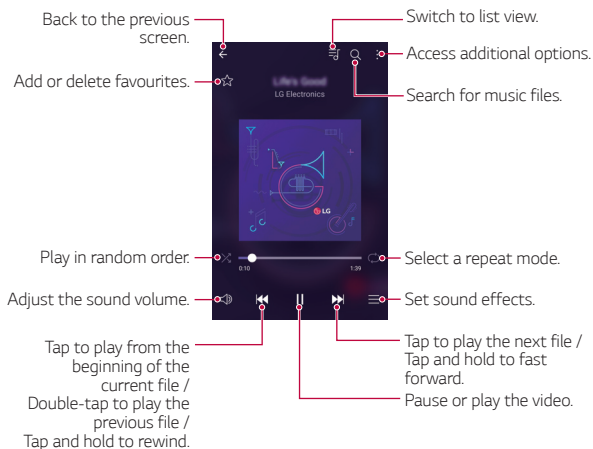 Back to the previous
screen.
Switch to list view.
Access additional options.
Add or delete favourites.
Search for music files.
Life's Good
LG Electronics
LG
Play in random order.
Select a repeat mode.
0:10
1:39
Adjust the sound volume.
Set sound effects.
Tap to play from the
beginning of the
current file /
Double-tap to play the
previous file /
Tap and hold to rewind.
Tap to play the next file /
Tap and hold to fast
forward.
Pause or play the video.